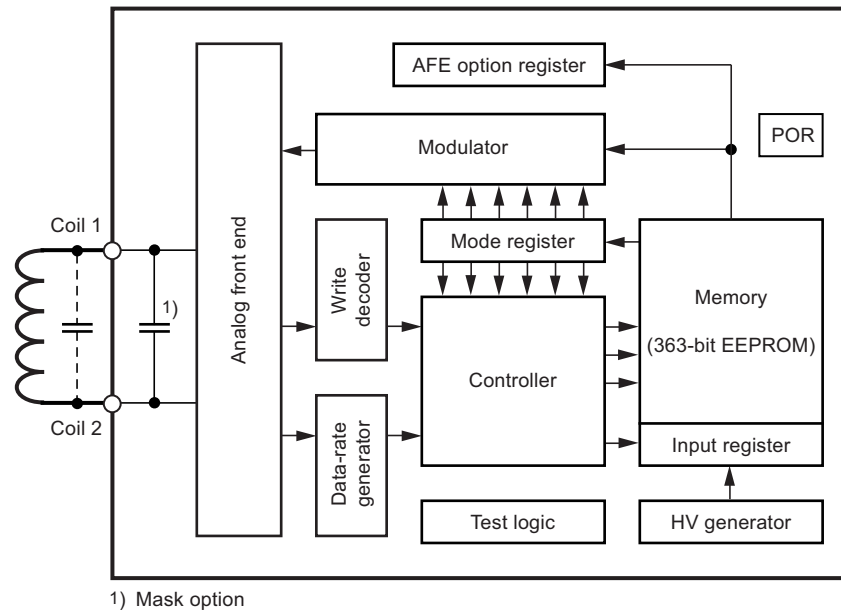 AFE option register
POR
Modulator
Coil 1
Mode register
Analog front end
Write
decoder
Memory
(363-bit EEPROM)
1)
Controller
Coil 2
Data-rate
generator
Input register
Test logic
HV generator
1) Mask option